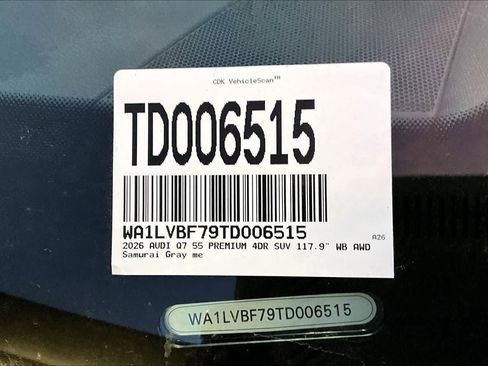 CDK VehicleScan™
TD006515
WA1LVBF79TD006515
A26
2026 AUDI Q7 55 PREMIUM 4DR SUV 117.9" WB AWD
Samurai Gray me
WA1LVBF79TD006515